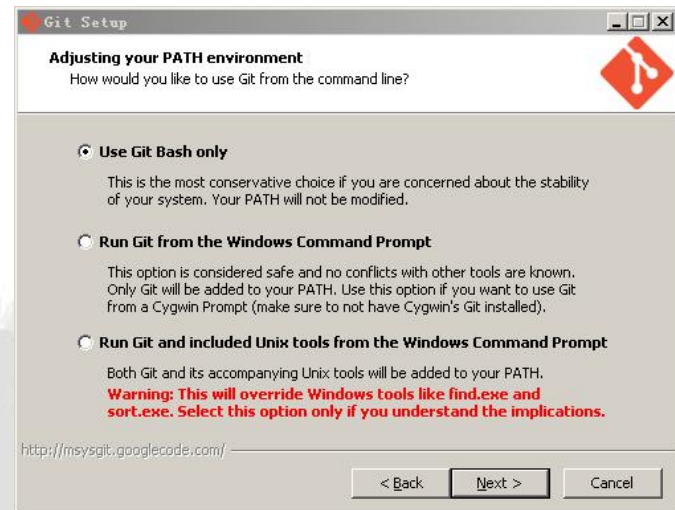 Git Setup
Adjusting your PATH environment
How would you like to use Git from the command line?
Use Git Bash only
This is the most conservative choice if you are concerned about the stability
of your system. Your PATH will not be modified.
Run Git from the Windows Command Prompt
This option is considered safe and no conflicts with other tools are known.
Only Git will be added to your PATH. Use this option if you want to use Git
from a Cygwin Prompt (make sure to not have Cygwin's Git installed).
Run Git and included Unix tools from the Windows Command Prompt
Both Git and its accompanying Unix tools will be added to your PATH.
Warning: This will override Windows tools like find.exe and
sort.exe. Select this option only if you understand the implications.
http://msysgit.googlecode.com/
< Back Next > Cancel